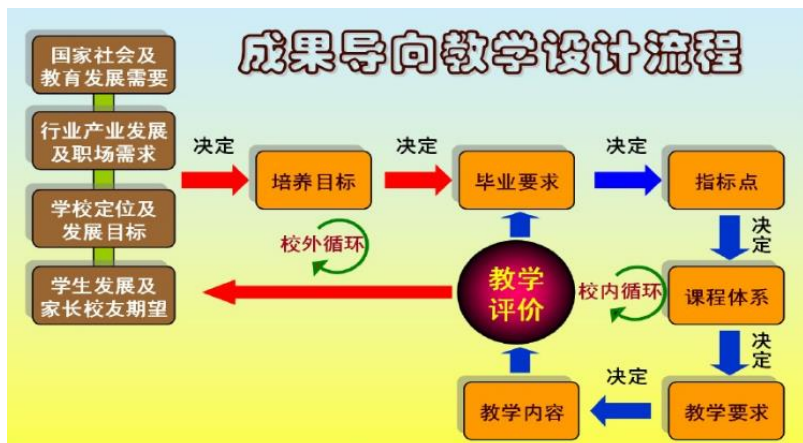 成果导向教学设计流程
国家社会及
教育发展需要
行业产业发展
及职场需求
学校定位及
发展目标
学生发展及
家长校友期望
决定
培养目标
决定
毕业要求
决定
指标点
决定
校外循环
教学
评价
校内循环
课程体系
决定
教学要求
决定
教学内容